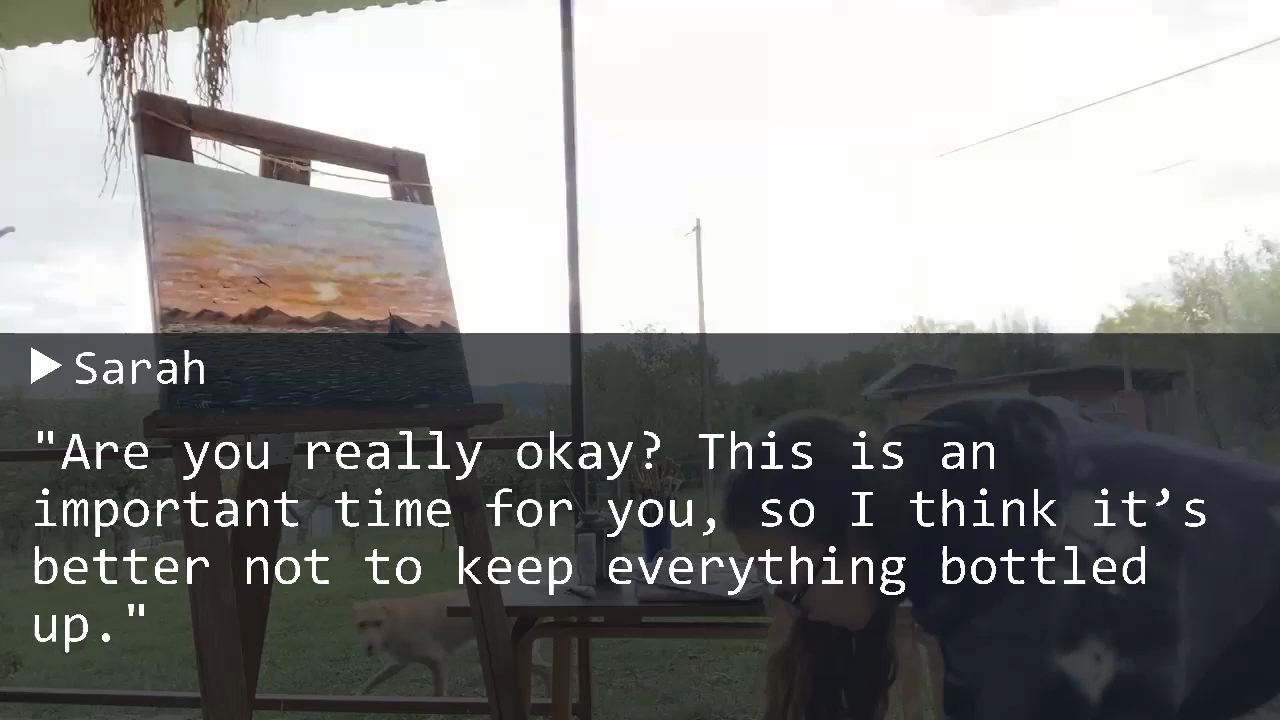 Sarah
"Are you really okay? This is an
important time for you, so I think it’s
better not to keep everything bottled
up."